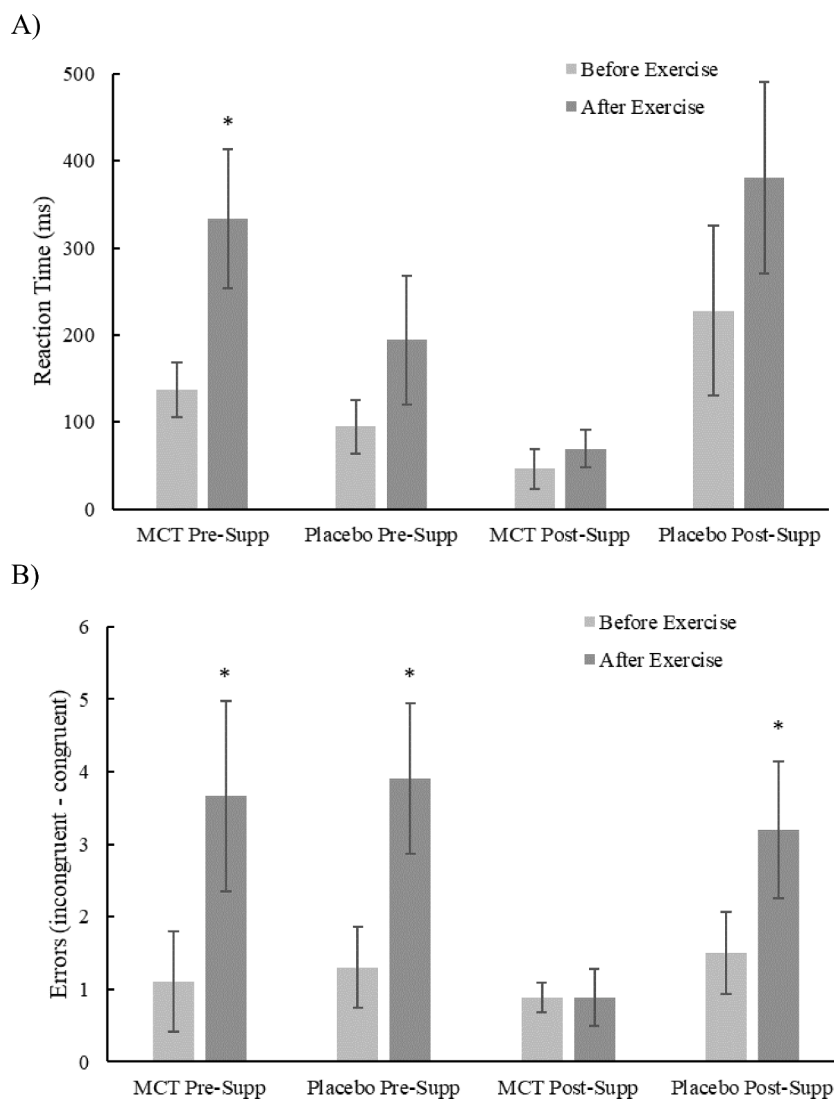 A)
500
400
300
200
100
0
Reaction Time (ms)
Before Exercise
After Exercise
*
MCT Pre-Supp Placebo Pre-Supp MCT Post-Supp Placebo Post-Supp
B)
6
5
4
3
2
1
0
Errors (incongruent - congruent)
Before Exercise
After Exercise
* * *
MCT Pre-Supp Placebo Pre-Supp MCT Post-Supp Placebo Post-Supp